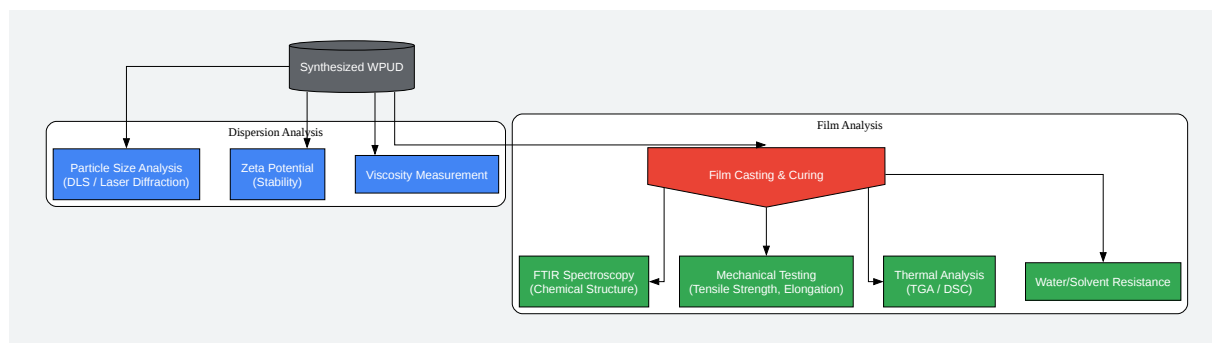 Synthesized WPUD
Dispersion Analysis
Particle Size Analysis
(DLS / Laser Diffraction)
Zeta Potential
(Stability)
Viscosity Measurement
Film Analysis
Film Casting & Curing
FTIR Spectroscopy
(Chemical Structure)
Mechanical Testing
(Tensile Strength, Elongation)
Thermal Analysis
(TGA / DSC)
Water/Solvent Resistance